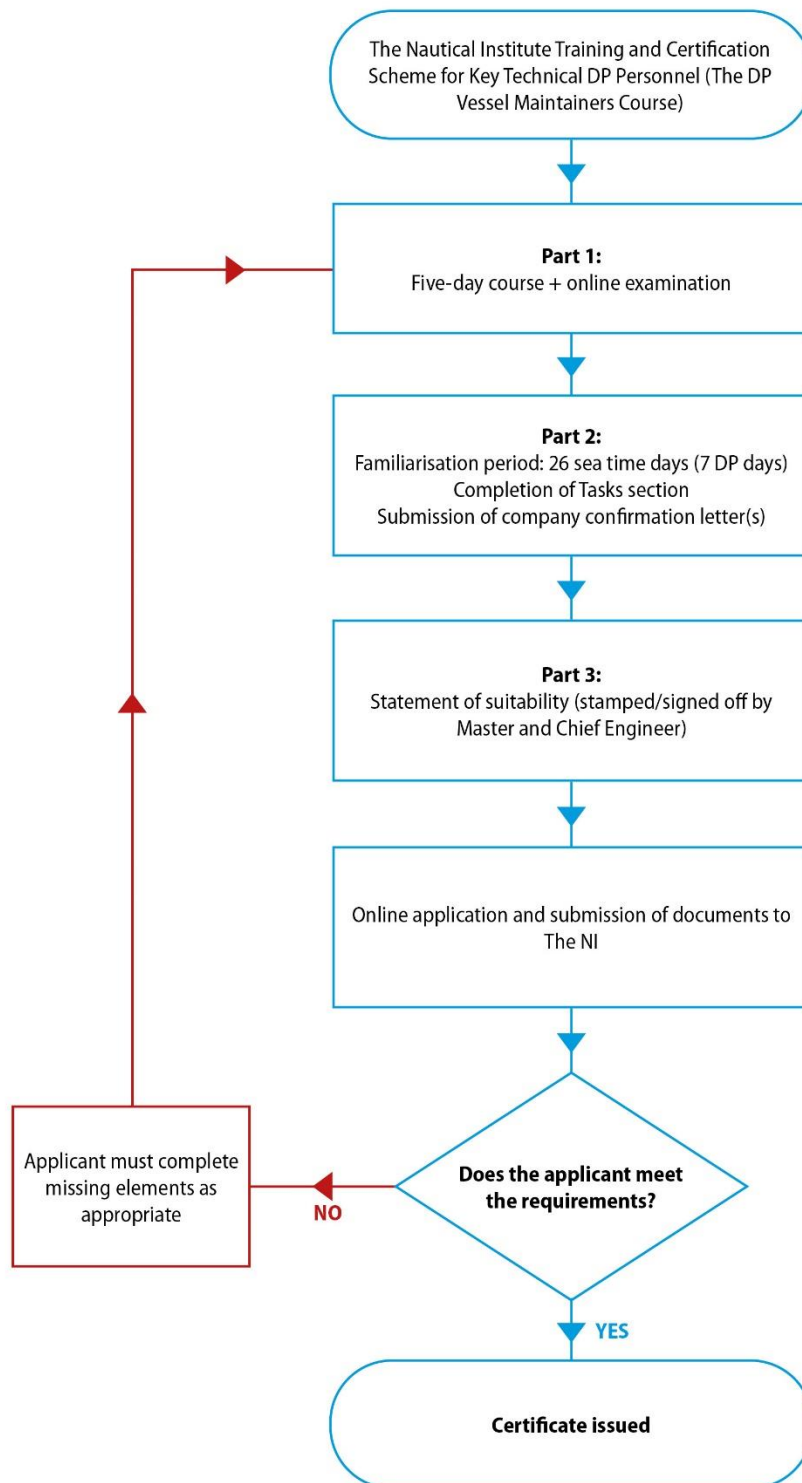 The Nautical Institute Training and Certification
Scheme for Key Technical DP Personnel (The DP
Vessel Maintainers Course)
Part 1:
Five-day course + online examination
Part 2:
Familiarisation period: 26 sea time days (7 DP days)
Completion of Tasks section
Submission of company confirmation letter(s)
Part 3:
Statement of suitability (stamped/signed off by
Master and Chief Engineer)
Online application and submission of documents to
The NI
Does the applicant meet
the requirements?
NO
Applicant must complete
missing elements as
appropriate
YES
Certificate issued